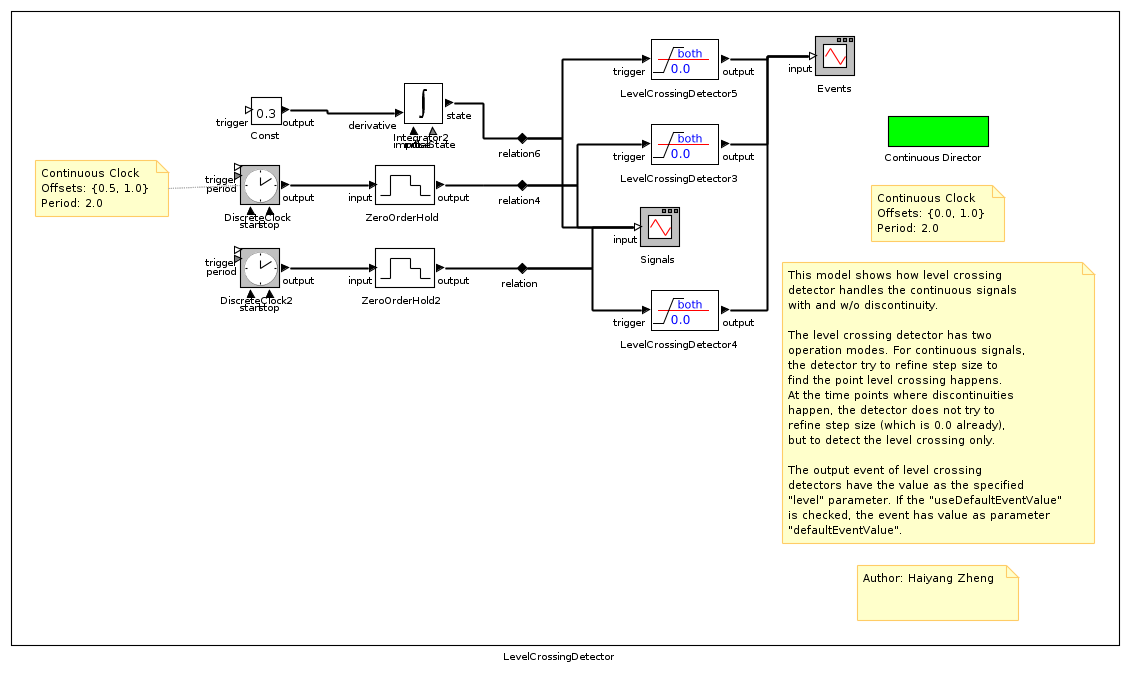 both
0.0
trigger
output
LevelCrossingDetector5
input
Events
0.3
trigger
output
Const
derivative
state
Integrator2
relation6
both
0.0
trigger
output
LevelCrossingDetector3
Continuous Director
Continuous Clock
Offsets: {0.5, 1.0}
Period: 2.0
trigger
period
output
DiscreteClock
start
stop
input
output
ZeroOrderHold
relation4
input
Signals
Continuous Clock
Offsets: {0.0, 1.0}
Period: 2.0
trigger
period
output
DiscreteClock2
start
stop
input
output
ZeroOrderHold2
relation
both
0.0
trigger
output
LevelCrossingDetector4
This model shows how level crossing
detector handles the continuous signals
with and w/o discontinuity.
The level crossing detector has two
operation modes. For continuous signals,
the detector try to refine step size to
find the point level crossing happens.
At the time points where discontinuities
happen, the detector does not try to
refine step size (which is 0.0 already),
but to detect the level crossing only.
The output event of level crossing
detectors have the value as the specified
"level" parameter. If the "useDefaultEventValue"
is checked, the event has value as parameter
"defaultEventValue".
Author: Haiyang Zheng
LevelCrossingDetector